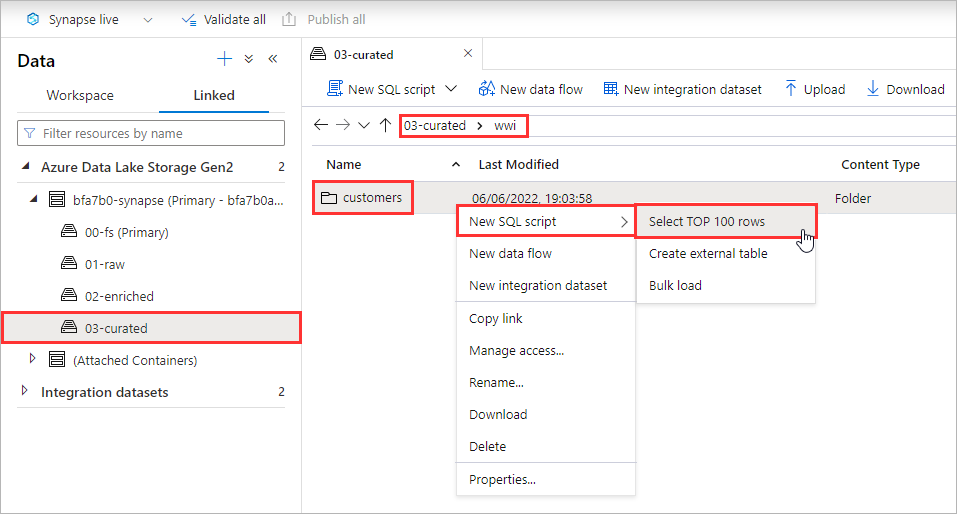 Synapse live
Validate all
Publish all
Data
Workspace
Linked
Filter resources by name
Azure Data Lake Storage Gen2 2
bfa7b0-synapse (Primary - bfa7b0a...
00-fs (Primary)
01-raw
02-enriched
03-curated
(Attached Containers)
Integration datasets 2
03-curated
New SQL script
New data flow
New integration dataset
Upload
Download
03-curated > wwi
Name
Last Modified
Content Type
customers
06/06/2022, 19:03:58
Folder
New SQL script
New data flow
New integration dataset
Copy link
Manage access...
Rename...
Download
Delete
Properties...
Select TOP 100 rows
Create external table
Bulk load